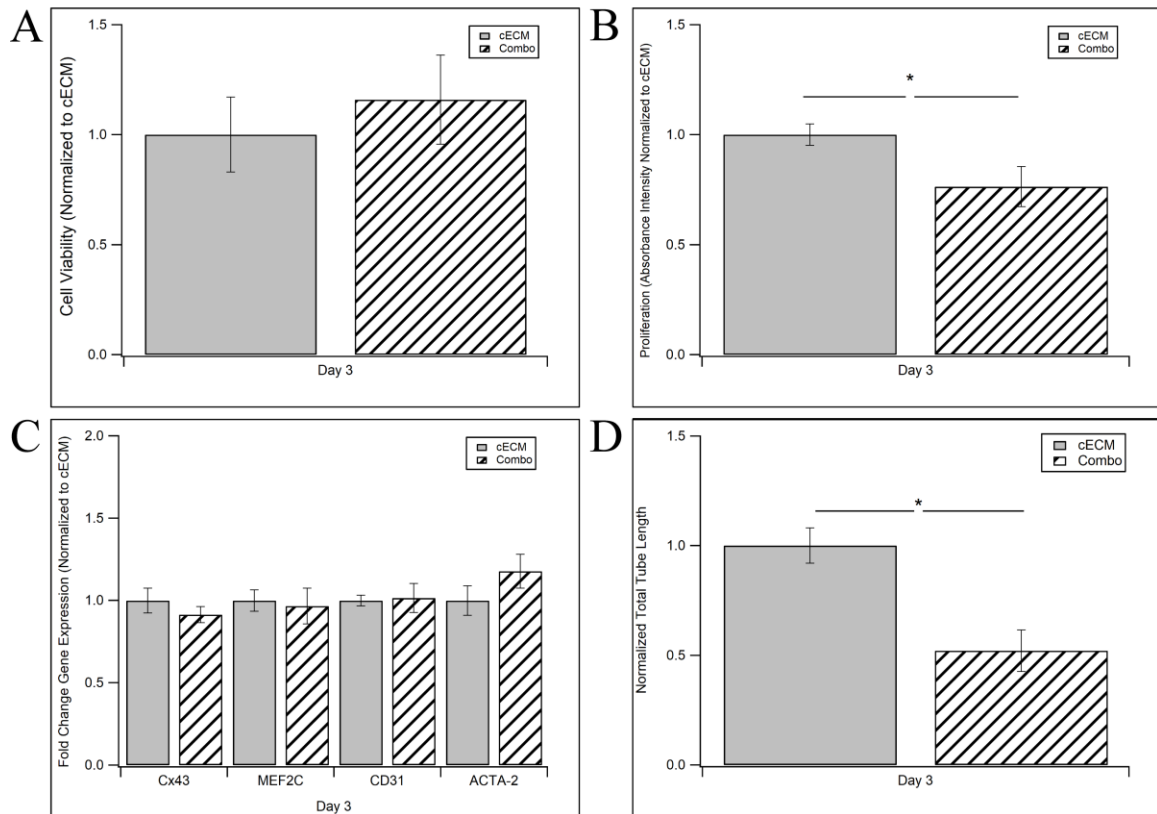 A
Cell Viability (Normalized to cECM)
1.5
1.0
0.5
0.0
cECM
Combo
Day 3
B
Proliferation (Absorbance Intensity Normalized to cECM)
1.5
1.0
0.5
0.0
cECM
Combo
*
Day 3
C
Fold Change Gene Expression (Normalized to cECM)
2.0
1.5
1.0
0.5
0.0
cECM
Combo
Cx43 MEF2C CD31 ACTA-2
Day 3
D
Normalized Total Tube Length
1.5
1.0
0.5
0.0
cECM
Combo
*
Day 3